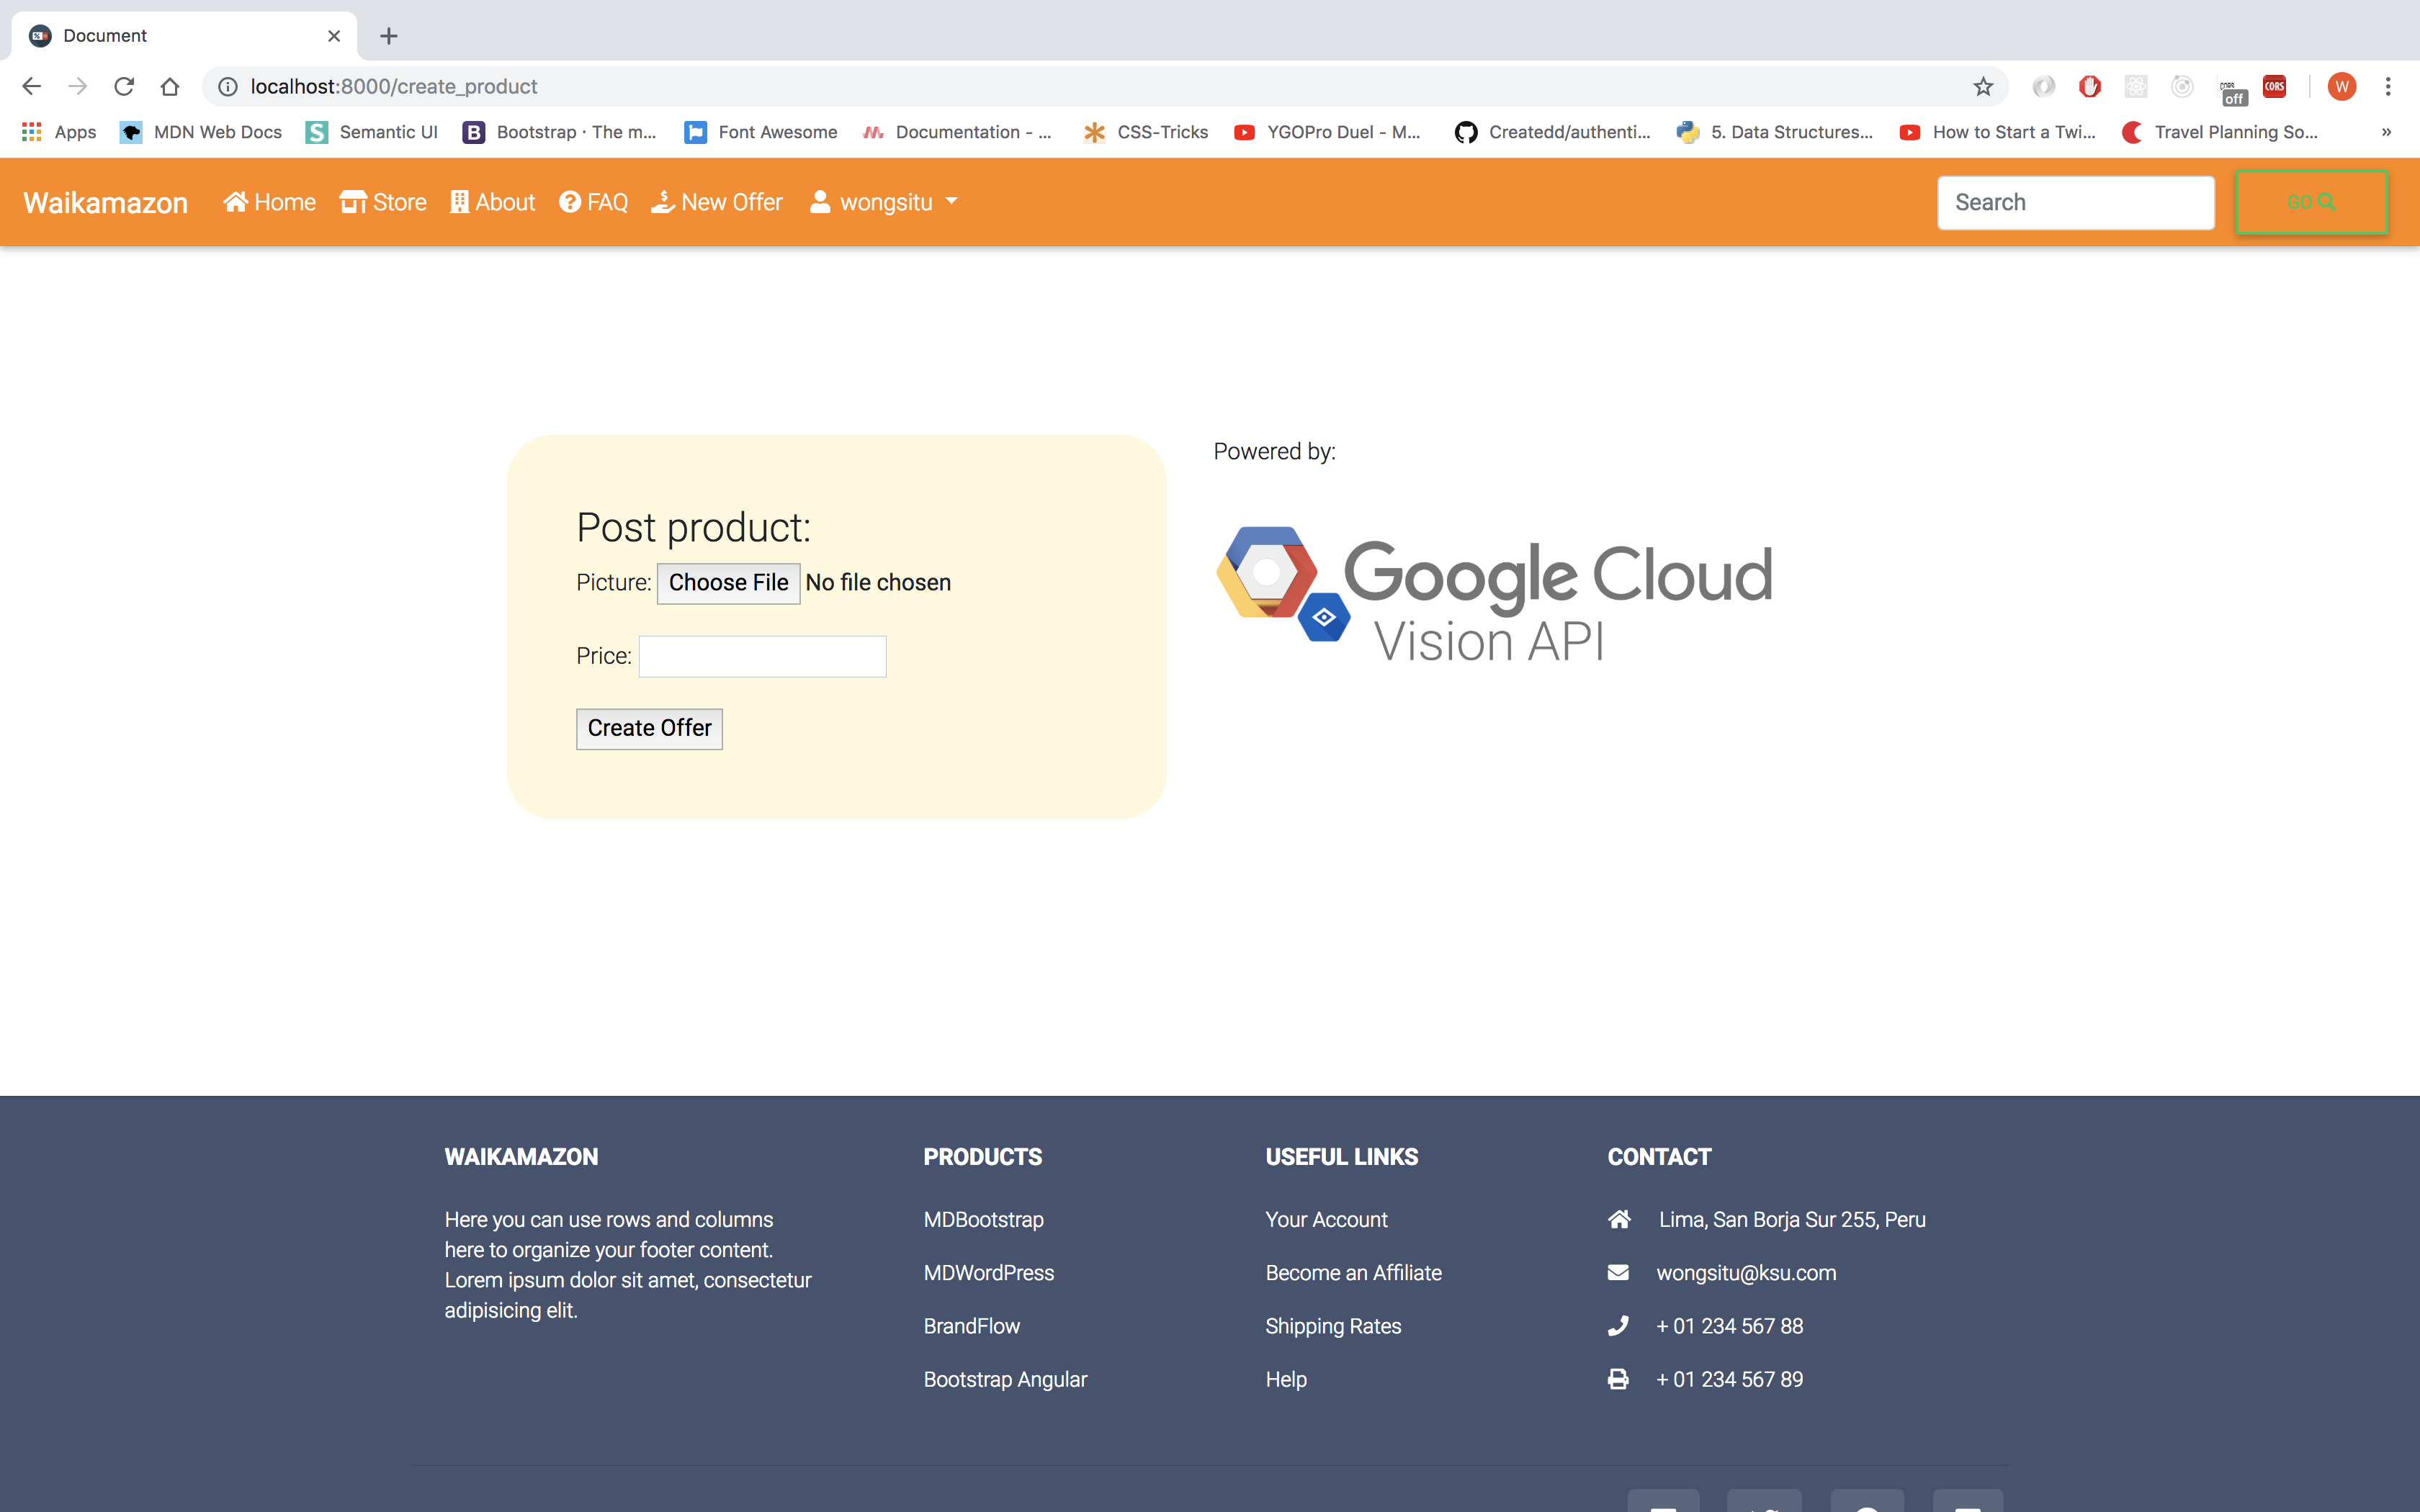 Document
localhost:8000/create_product
off
CORS
W
Apps
MDN Web Docs
S
Semantic UI
B
Bootstrap · The m...
Font Awesome
Documentation - ...
CSS-Tricks
YGOPro Duel - M...
Createdd/authenti...
5. Data Structures...
How to Start a Twi...
Travel Planning So...
»
Waikamazon
Home
Store
About
FAQ
New Offer
wongsitu
Search
GO
Post product:
Picture: Choose File No file chosen
Price:
Create Offer
Powered by:
Google Cloud
Vision API
WAIKAMAZON
Here you can use rows and columns
here to organize your footer content.
Lorem ipsum dolor sit amet, consectetur
adipisicing elit.
PRODUCTS
MDBootstrap
MDWordPress
BrandFlow
Bootstrap Angular
USEFUL LINKS
Your Account
Become an Affiliate
Shipping Rates
Help
CONTACT
Lima, San Borja Sur 255, Peru
wongsitu@ksu.com
+ 01 234 567 88
+ 01 234 567 89